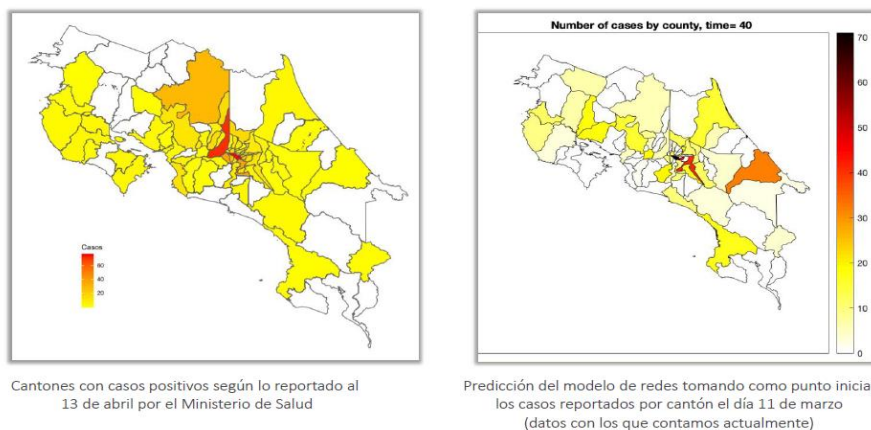 Number of cases by county, time= 40
Casos
60
40
20
70
60
50
40
30
20
10
0
Cantones con casos positivos según lo reportado al
13 de abril por el Ministerio de Salud
Predicción del modelo de redes tomando como punto inicial
los casos reportados por cantón el día 11 de marzo
(datos con los que contamos actualmente)